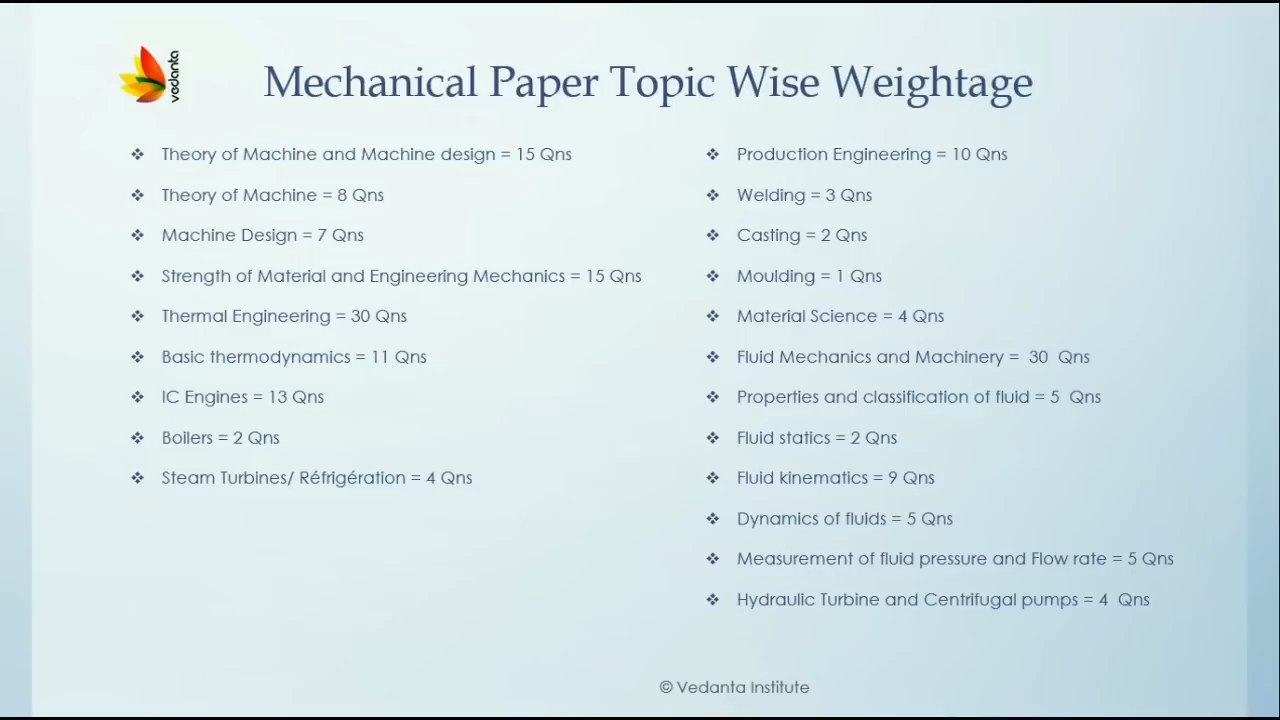 vedanta
Mechanical Paper Topic Wise Weightage
Theory of Machine and Machine design = 15 Qns
Theory of Machine = 8 Qns
Machine Design = 7 Qns
Strength of Material and Engineering Mechanics = 15 Qns
Thermal Engineering = 30 Qns
Basic thermodynamics = 11 Qns
IC Engines = 13 Qns
Boilers = 2 Qns
Steam Turbines/ Réfrigération = 4 Qns
Production Engineering = 10 Qns
Welding = 3 Qns
Casting = 2 Qns
Moulding = 1 Qns
Material Science = 4 Qns
Fluid Mechanics and Machinery = 30 Qns
Properties and classification of fluid = 5 Qns
Fluid statics = 2 Qns
Fluid kinematics = 9 Qns
Dynamics of fluids = 5 Qns
Measurement of fluid pressure and Flow rate = 5 Qns
Hydraulic Turbine and Centrifugal pumps = 4 Qns
© Vedanta Institute